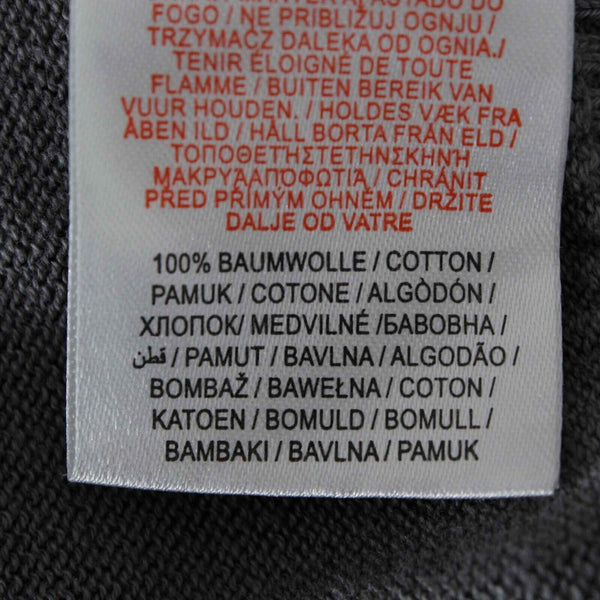 FOGO / NE PRIBLIŽUJ OGNJU /
TRZYMACZ DALEKA OD OGNIA./
TENIR ÉLOIGNÉ DE TOUTE
FLAMME / BUITEN BEREIK VAN
VUUR HOUDEN. / HOLDES VÆK FRA
ÅBEN ILD / HÅLL BORTA FRÅN ELD /
ΤΟΠΟΘΕΤΉΣΤΕΤΗΝΣΚΗΝΉ
ΜΑΚΡΥΆΑΠΌΦΩΤΙΆ / CHRÁNIT
PŘED PŘÍMÝM OHNĚM / DRŽITE
DALJE OD VATRE
100% BAUMWOLLE / COTTON /
PAMUK / COTONE / ALGÒDÓN /
ХЛОПОК/ MEDVILNÉ /БАВОВНА /
قطن / PAMUT / BAVLNA / ALGODÃO /
BOMBAŽ / BAWEŁNA / COTON /
KATOEN / BOMULD / BOMULL /
BAMBAKI / BAVLNA / PAMUK